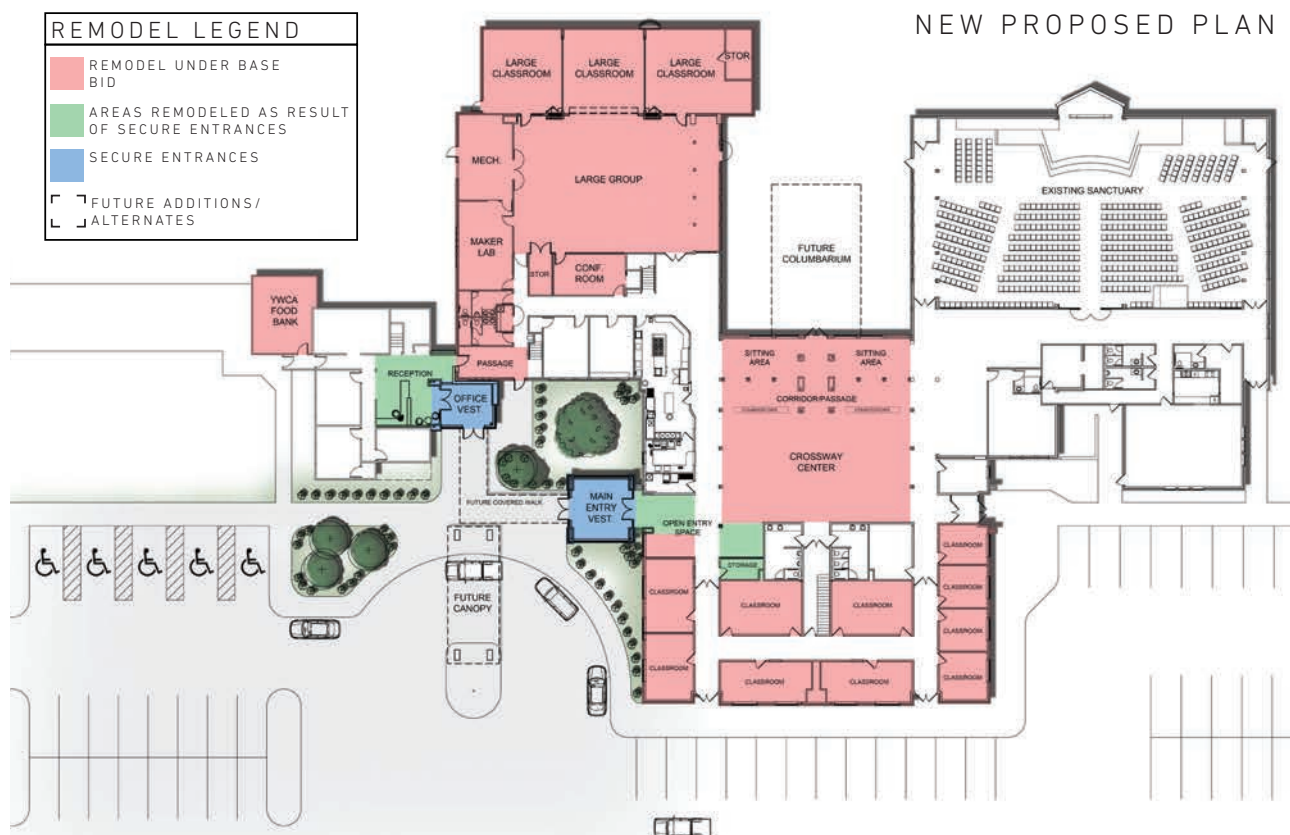 REMODEL LEGEND
REMODEL UNDER BASE
BID
AREAS REMODELED AS RESULT
OF SECURE ENTRANCES
SECURE ENTRANCES
FUTURE ADDITIONS/
ALTERNATES
NEW PROPOSED PLAN
LARGE
CLASSROOM
LARGE
CLASSROOM
LARGE
CLASSROOM
STOR
MECH.
LARGE GROUP
MAKER
LAB
STOR
CONF.
ROOM
FUTURE
COLUMBARIUM
EXISTING SANCTUARY
YWCA
FOOD
BANK
PASSAGE
RECEPTION
OFFICE
VEST
SITTING
AREA
SITTING
AREA
CORRIDOR/PASSAGE
CROSSWAY
CENTER
MAIN
ENTRY
VEST.
FUTURE COVERED WALK
OPEN ENTRY
SPACE
STORAGE
FUTURE
CANOPY
CLASSROOM
CLASSROOM
CLASSROOM
CLASSROOM
CLASSROOM
CLASSROOM
CLASSROOM
CLASSROOM
CLASSROOM
CLASSROOM